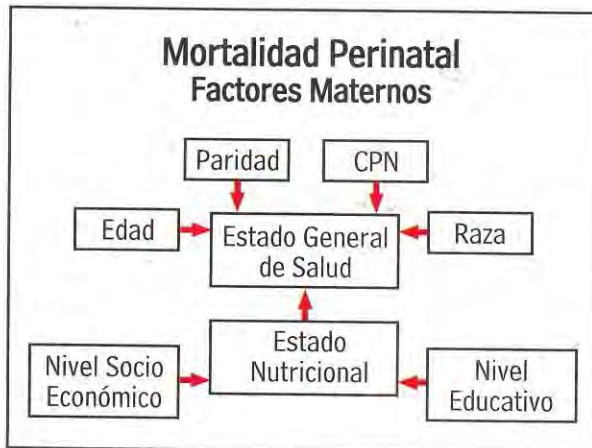 Mortalidad Perinatal
Factores Maternos
Paridad
CPN
Edad
Estado General
de Salud
Raza
Estado
Nutricional
Nivel Socio
Económico
Nivel
Educativo